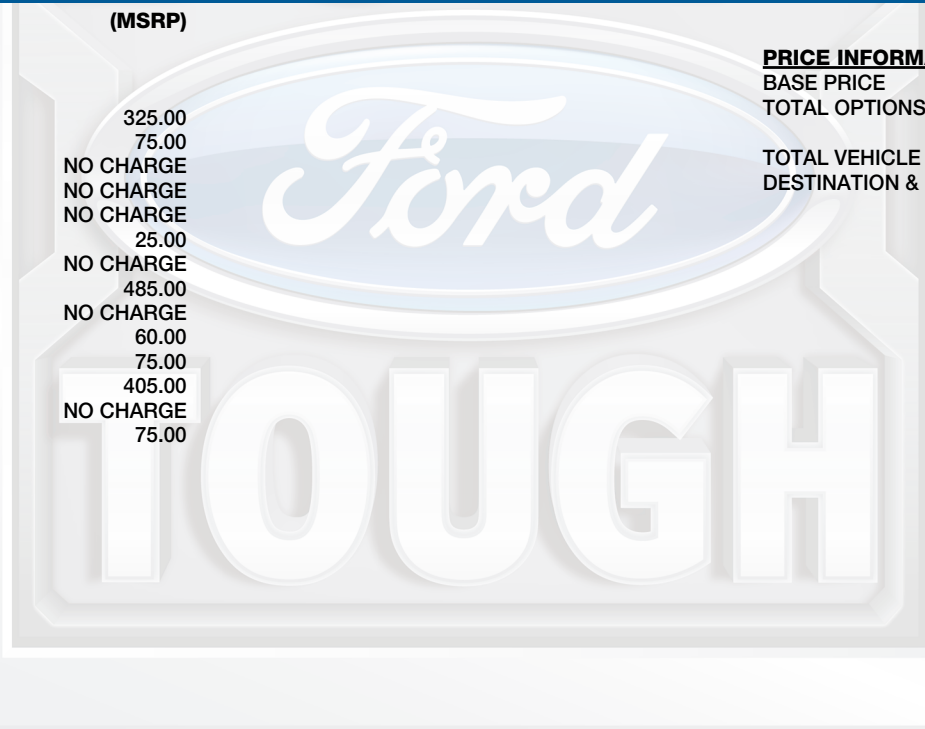 (MSRP)
325.00
75.00
NO CHARGE
NO CHARGE
NO CHARGE
25.00
NO CHARGE
485.00
NO CHARGE
60.00
75.00
405.00
NO CHARGE
75.00
PRICE INFORMA
BASE PRICE
TOTAL OPTIONS
TOTAL VEHICLE
DESTINATION &
Ford
TOUGH